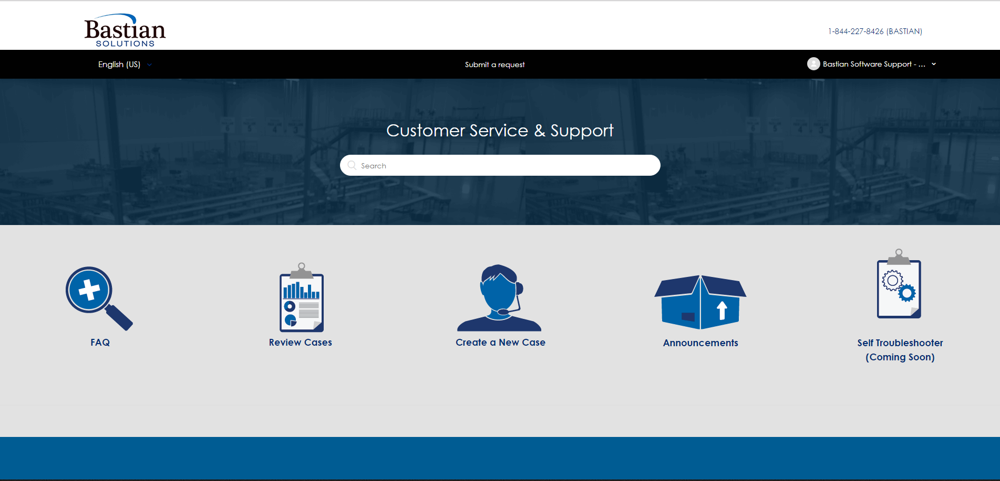 Bastian
SOLUTIONS
1-844-227-8426 (BASTIAN)
English (US)
Submit a request
Bastian Software Support - ...
Customer Service & Support
Search
FAQ
Review Cases
Create a New Case
Announcements
Self Troubleshooter
(Coming Soon)